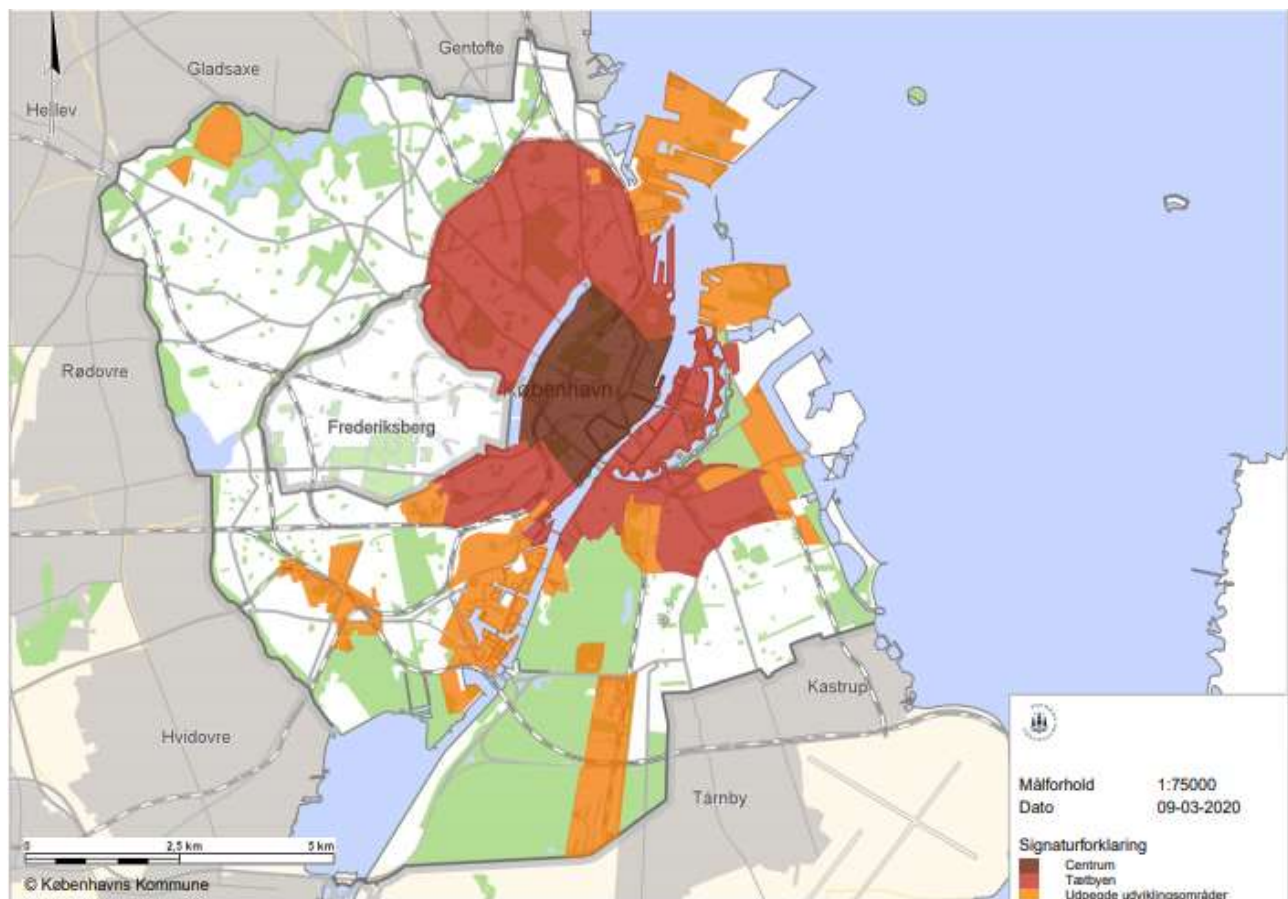 Gentofte
Gladsaxe
Herlev
Rødovre
København
Frederiksberg
Kastrup
Hvidovre
Tårnby
Målforhold 1:75000
Dato 09-03-2020
0 2,5 km 5 km
Signaturforklaring
Centrum
Tætbyen
© Københavns Kommune
udviklingsområder